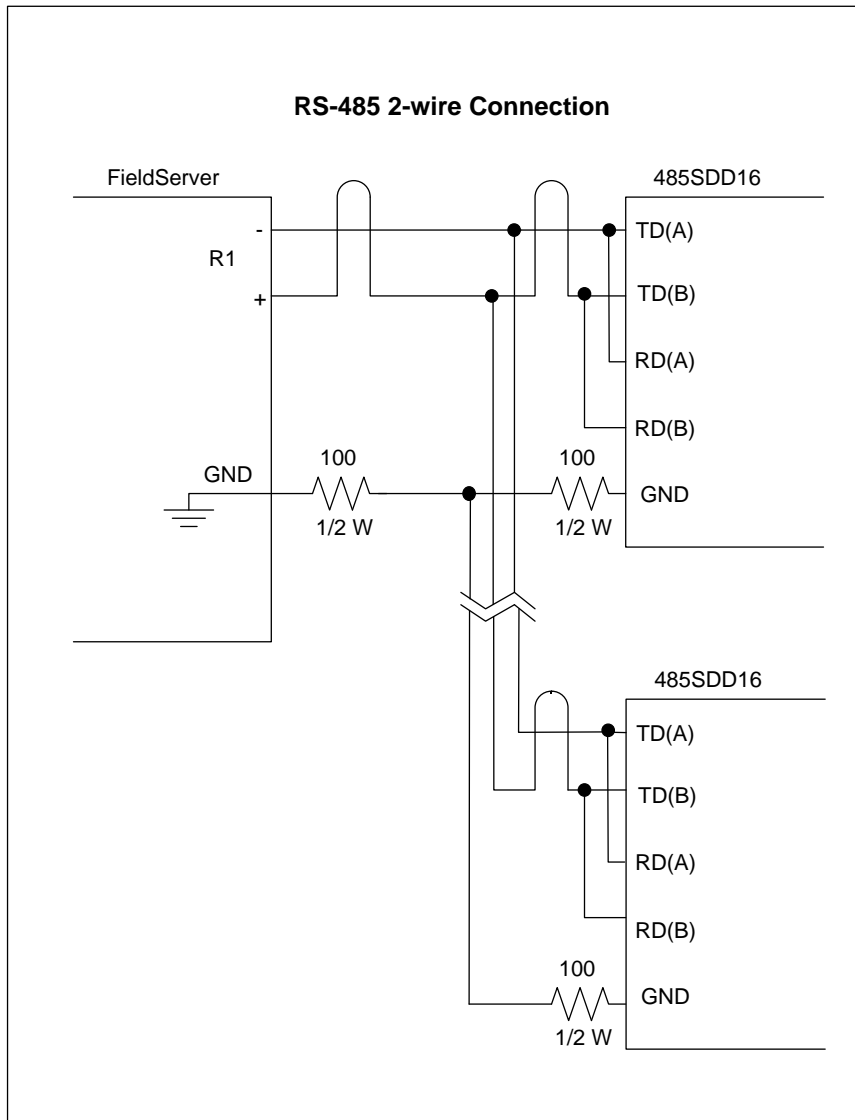 RS-485 2-wire Connection
FieldServer
485SDD16
-
TD(A)
R1
+
TD(B)
RD(A)
RD(B)
100
100
GND
GND
1/2 W
1/2 W
485SDD16
TD(A)
TD(B)
RD(A)
RD(B)
100
GND
1/2 W